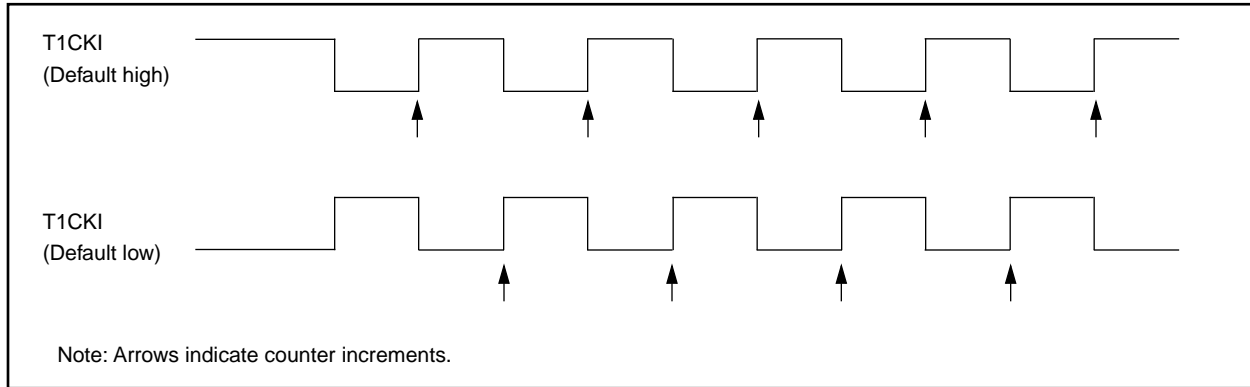 T1CKI
(Default high)
T1CKI
(Default low)
Note: Arrows indicate counter increments.